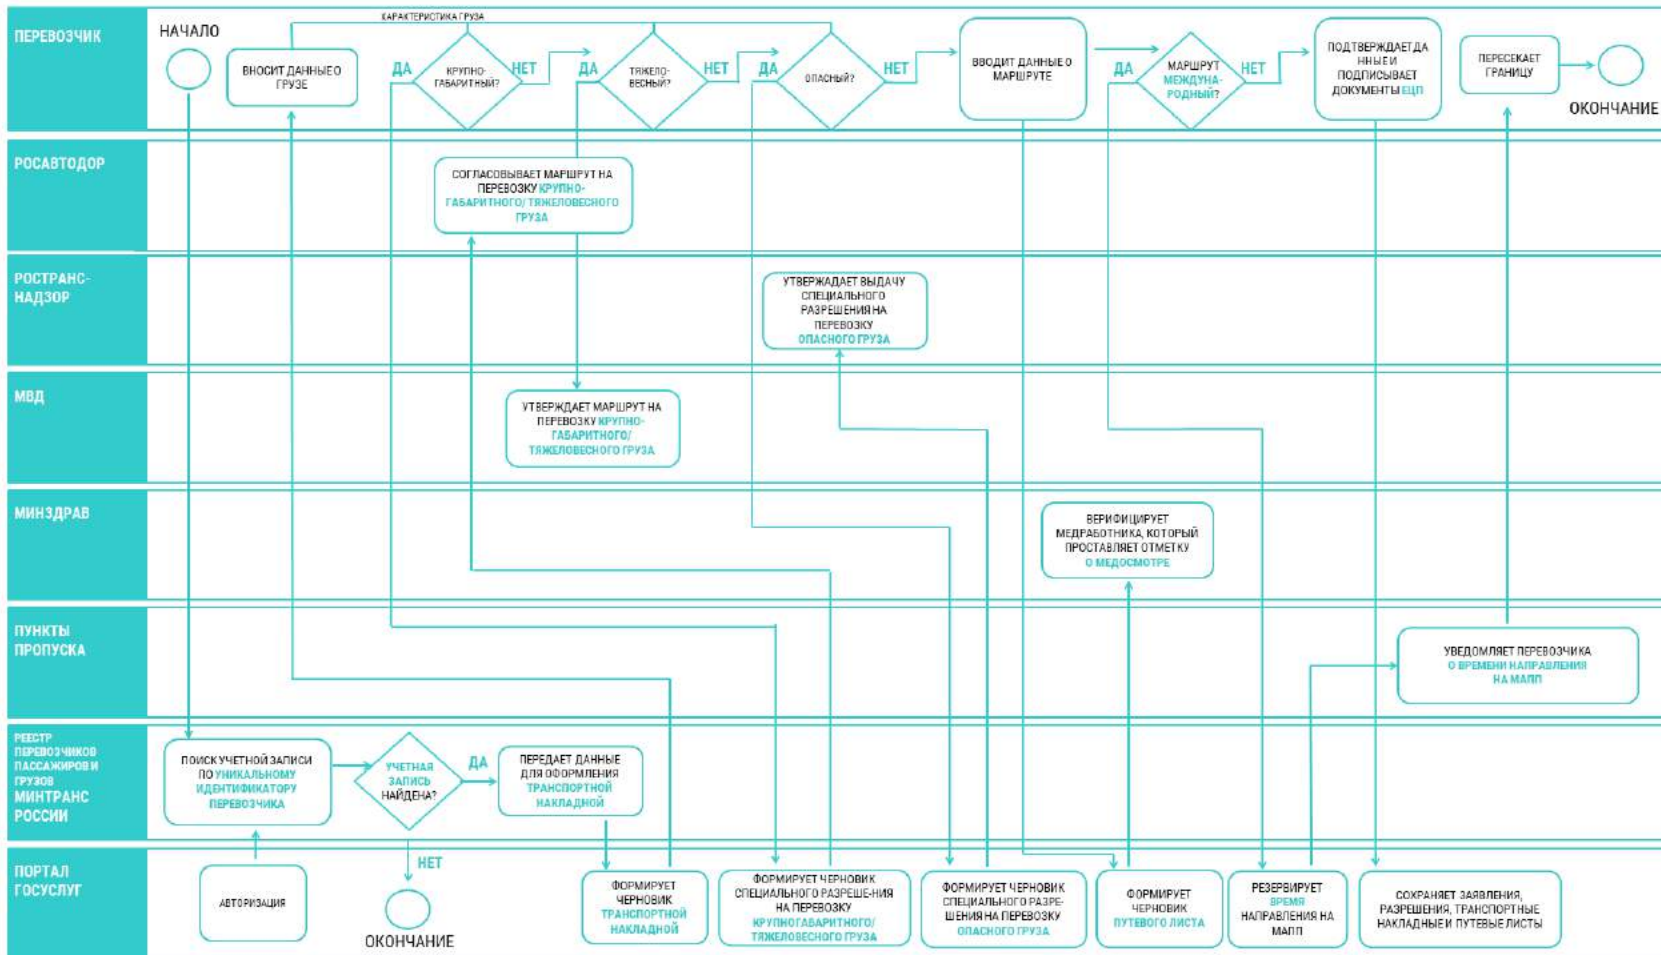 ПЕРЕВОЗЧИК
НАЧАЛО
ВНОСИТ ДАННЫЕ О
ГРУЗЕ
ХАРАКТЕРИСТИКА ГРУЗА
ДА
КРУПНО-
ГАБАРИТНЫЙ?
НЕТ
ДА
ТЯЖЕЛО-
ВЕСНЫЙ?
НЕТ
ДА
ОПАСНЫЙ?
НЕТ
ВВОДИТ ДАННЫЕ О
МАРШРУТЕ
ДА
МАРШРУТ
МЕЖДУНА-
РОДНЫЙ?
НЕТ
ПОДТВЕРЖДАЕТ ДА
ННЫЕ И
ПОДПИСЫВАЕТ
ДОКУМЕНТЫ ЕЦП
ПЕРЕСЕКАЕТ
ГРАНИЦУ
ОКОНЧАНИЕ
РОСАВТОДОР
СОГЛАСОВЫВАЕТ МАРШРУТ НА
ПЕРЕВОЗКУ КРУПНО-
ГАБАРИТНОГО/ ТЯЖЕЛОВЕСНОГО
ГРУЗА
РОСТРАНС-
НАДЗОР
УТВЕРЖАДАЕТ ВЫДАЧУ
СПЕЦИАЛЬНОГО
РАЗРЕШЕНИЯ НА
ПЕРЕВОЗКУ
ОПАСНОГО ГРУЗА
МВД
УТВЕРЖДАЕТ МАРШРУТ НА
ПЕРЕВОЗКУ КРУПНО-
ГАБАРИТНОГО/
ТЯЖЕЛОВЕСНОГО ГРУЗА
МИНЗДРАВ
ВЕРИФИЦИРУЕТ
МЕДРАБОТНИКА, КОТОРЫЙ
ПРОСТАВЛЯЕТ ОТМЕТКУ
О МЕДОСМОТРЕ
ПУНКТЫ
ПРОПУСКА
УВЕДОМЛЯЕТ ПЕРЕВОЗЧИКА
О ВРЕМЕНИ НАПРАВЛЕНИЯ
НА МАПП
РЕЕСТР
ПЕРЕВОЗЧИКОВ
ПАССАЖИРОВ И
ГРУЗОВ
МИНТРАНС
РОССИИ
ПОИСК УЧЕТНОЙ ЗАПИСИ
ПО УНИКАЛЬНОМУ
ИДЕНТИФИКАТОРУ
ПЕРЕВОЗЧИКА
УЧЕТНАЯ
ЗАПИСЬ
НАЙДЕНА?
ДА
ПЕРЕДАЕТ ДАННЫЕ
ДЛЯ ОФОРМЛЕНИЯ
ТРАНСПОРТНОЙ
НАКЛАДНОЙ
ПОРТАЛ
ГОСУСЛУГ
АВТОРИЗАЦИЯ
НЕТ
ОКОНЧАНИЕ
ФОРМИРУЕТ
ЧЕРНОВИК
ТРАНСПОРТНОЙ
НАКЛАДНОЙ
ФОРМИРУЕТ ЧЕРНОВИК
СПЕЦИАЛЬНОГО РАЗРЕШЕ-НИЯ
НА ПЕРЕВОЗКУ
КРУПНОГАБАРИТНОГО/
ТЯЖЕЛОВЕСНОГО ГРУЗА
ФОРМИРУЕТ ЧЕРНОВИК
СПЕЦИАЛЬНОГО РАЗРЕ-
ШЕНИЯ НА ПЕРЕВОЗКУ
ОПАСНОГО ГРУЗА
ФОРМИРУЕТ
ЧЕРНОВИК
ПУТЕВОГО ЛИСТА
РЕЗЕРВИРУЕТ
ВРЕМЯ
НАПРАВЛЕНИЯ НА
МАПП
СОХРАНЯЕТ ЗАЯВЛЕНИЯ,
РАЗРЕШЕНИЯ, ТРАНСПОРТНЫЕ
НАКЛАДНЫЕ И ПУТЕВЫЕ ЛИСТЫ